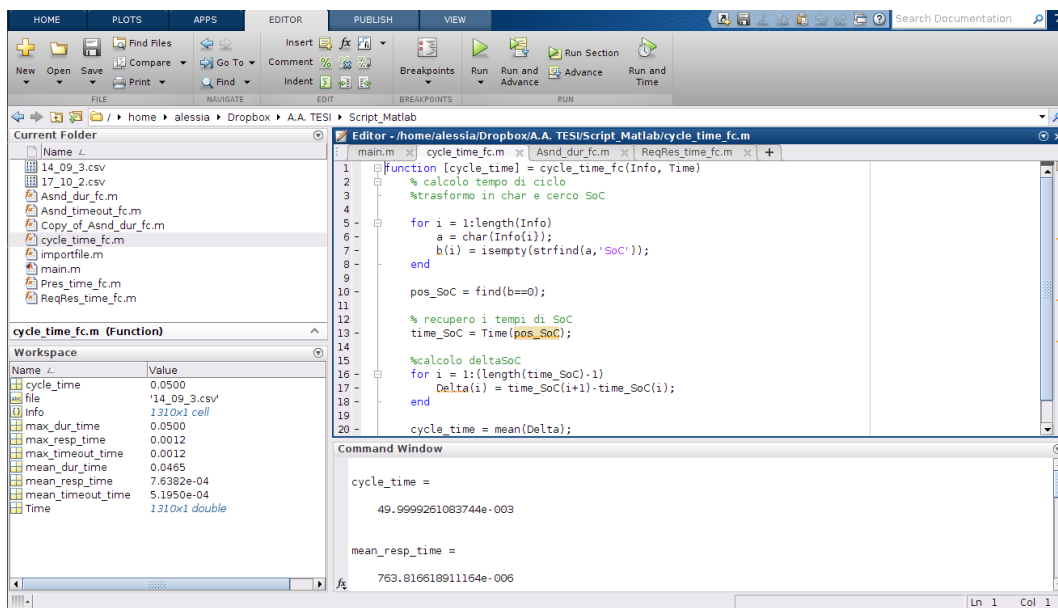 HOME PLOTS APPS EDITOR PUBLISH VIEW
Search Documentation
New Open Save
Find Files
Compare
Print
Go To
Find
Insert fx
Comment
Indent
Breakpoints
Run
Run and Advance
Run Section
Advance
Run and Time
FILE NAVIGATE EDIT BREAKPOINTS RUN
/ home alessia Dropbox A.A. TESI Script_Matlab
Current Folder
Name
14_09_3.csv
17_10_2.csv
Asnd_dur_fc.m
Asnd_timeout_fc.m
Copy_of_Asnd_dur_fc.m
cycle_time_fc.m
importfile.m
main.m
Pres_time_fc.m
ReqRes_time_fc.m
cycle_time_fc.m (Function)
Workspace
Name Value
cycle_time 0.0500
file '14_09_3.csv'
Info 1310x1 cell
max_dur_time 0.0500
max_resp_time 0.0012
max_timeout_time 0.0012
mean_dur_time 0.0465
mean_resp_time 7.6382e-04
mean_timeout_time 5.1950e-04
Time 1310x1 double
Editor - /home/alessia/Dropbox/A.A. TESI/Script_Matlab/cycle_time_fc.m
main.m cycle_time_fc.m Asnd_dur_fc.m ReqRes_time_fc.m
1 function [cycle_time] = cycle_time_fc(Info, Time)
2 % calcolo tempo di ciclo
3 %trasformo in char e cerco SoC
4
5 - for i = 1:length(Info)
6 - a = char(Info{i});
7 - b(i) = isempty(strfind(a,'SoC'));
8 - end
9
10 - pos_SoC = find(b==0);
11
12 % recupero i tempi di SoC
13 - time_SoC = Time(pos_SoC);
14
15 %calcolo deltaSoC
16 - for i = 1:(length(time_SoC)-1)
17 - Delta(i) = time_SoC(i+1)-time_SoC(i);
18 - end
19
20 - cycle_time = mean(Delta);
Command Window
cycle_time =
49.9999261083744e-003
mean_resp_time =
763.816618911164e-006
fx
Ln 1 Col 1